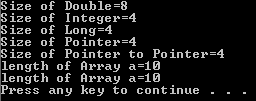 Size of Double=8
Size of Integer=4
Size of Long=4
Size of Pointer=4
Size of Pointer to Pointer=4
length of Array a=10
length of Array a=10
Press any key to continue . . .